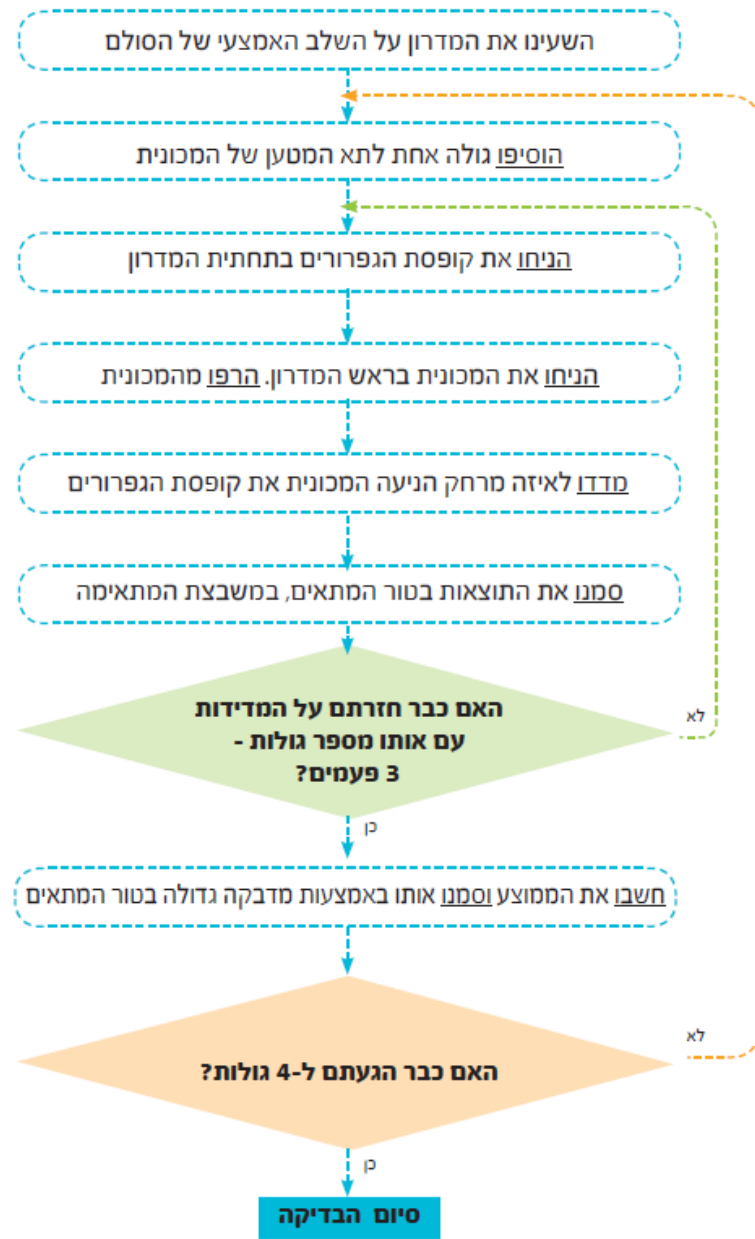 השעינו את המדרון על השלב האמצעי של הסולם
הוסיפו גולה אחת לתא המטען של המכונית
הניחו את קופסת הגפרורים בתחתית המדרון
הניחו את המכונית בראש המדרון. הרפו מהמכונית
מדדו לאיזה מרחק הניעה המכונית את קופסת הגפרורים
סמנו את התוצאות בטור המתאים, במשבצת המתאימה
האם כבר חזרתם על המדידות
עם אותו מספר גולות -
3 פעמים?
לא
כן
חשבו את הממוצע וסמנו אותו באמצעות מדבקה גדולה בטור המתאים
האם כבר הגעתם ל-4 גולות?
לא
כן
סיום הבדיקה